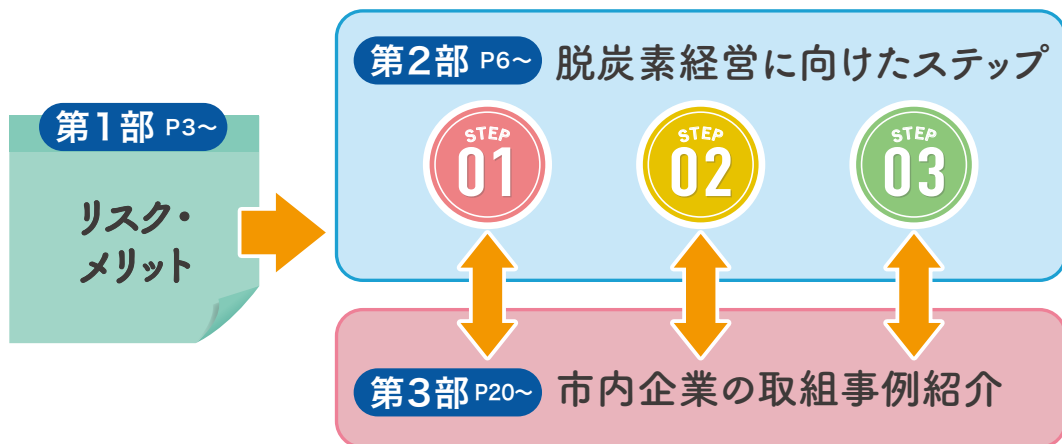 第1部 P3~
リスク・
メリット
第2部 P6~ 脱炭素経営に向けたステップ
STEP
01
STEP
02
STEP
03
第3部 P20~ 市内企業の取組事例紹介